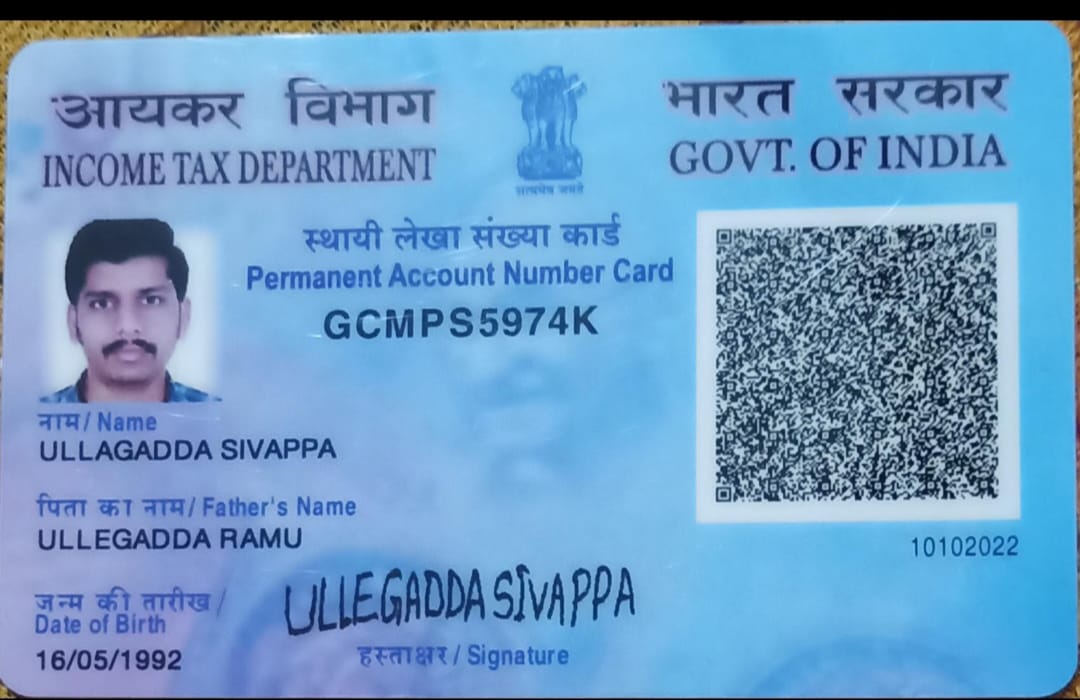 आयकर विभाग
INCOME TAX DEPARTMENT
सत्यमेव जयते
भारत सरकार
GOVT. OF INDIA
स्थायी लेखा संख्या कार्ड
Permanent Account Number Card
GCMPS5974K
नाम / Name
ULLAGADDA SIVAPPA
पिता का नाम / Father's Name
ULLEGADDA RAMU
जन्म की तारीख /
Date of Birth
16/05/1992
ULLEGADDA SIVAPPA
हस्ताक्षर / Signature
10102022